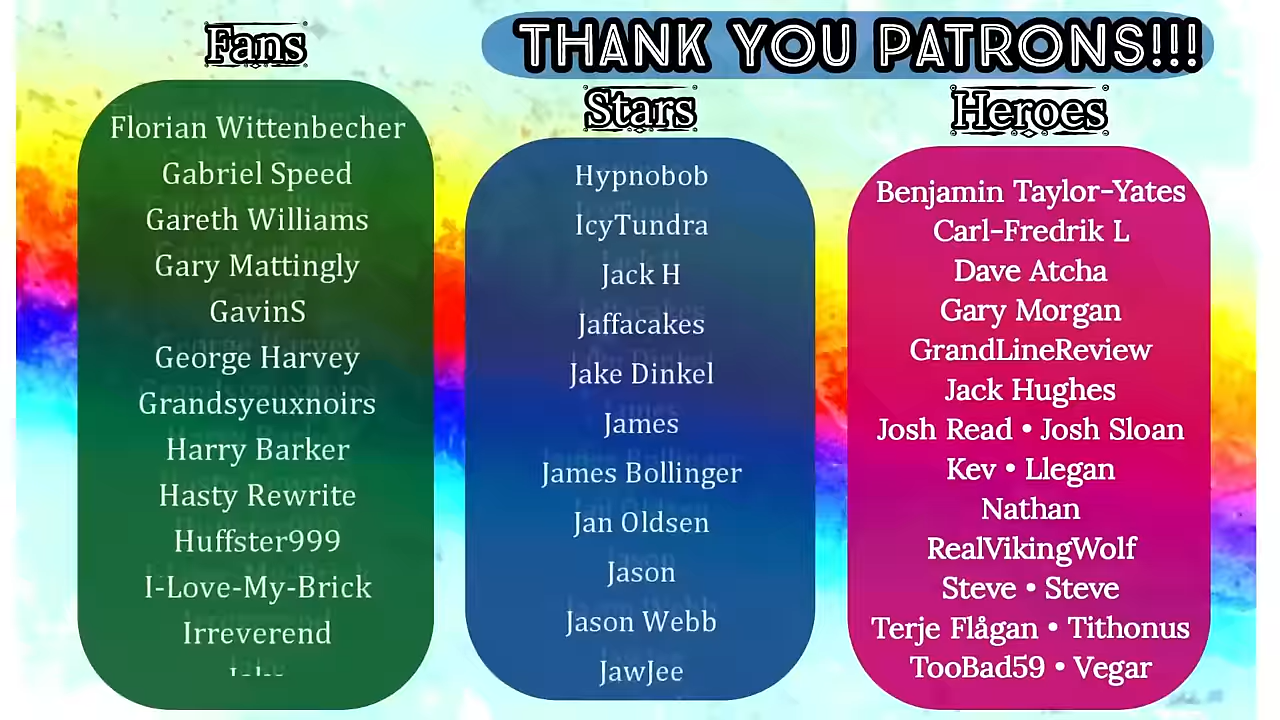 THANK YOU PATRONS!!!
Fans
Florian Wittenbecher
Gabriel Speed
Gareth Williams
Gary Mattingly
GavinS
George Harvey
Grandsyeuxnoirs
Harry Barker
Hasty Rewrite
Huffster999
I-Love-My-Brick
Irreverend
Stars
Hypnobob
IcyTundra
Jack H
Jaffacakes
Jake Dinkel
James
James Bollinger
Jan Oldsen
Jason
Jason Webb
JawJee
Heroes
Benjamin Taylor-Yates
Carl-Fredrik L
Dave Atcha
Gary Morgan
GrandLineReview
Jack Hughes
Josh Read • Josh Sloan
Kev • Llegan
Nathan
RealVikingWolf
Steve • Steve
Terje Flågan • Tithonus
TooBad59 • Vegar